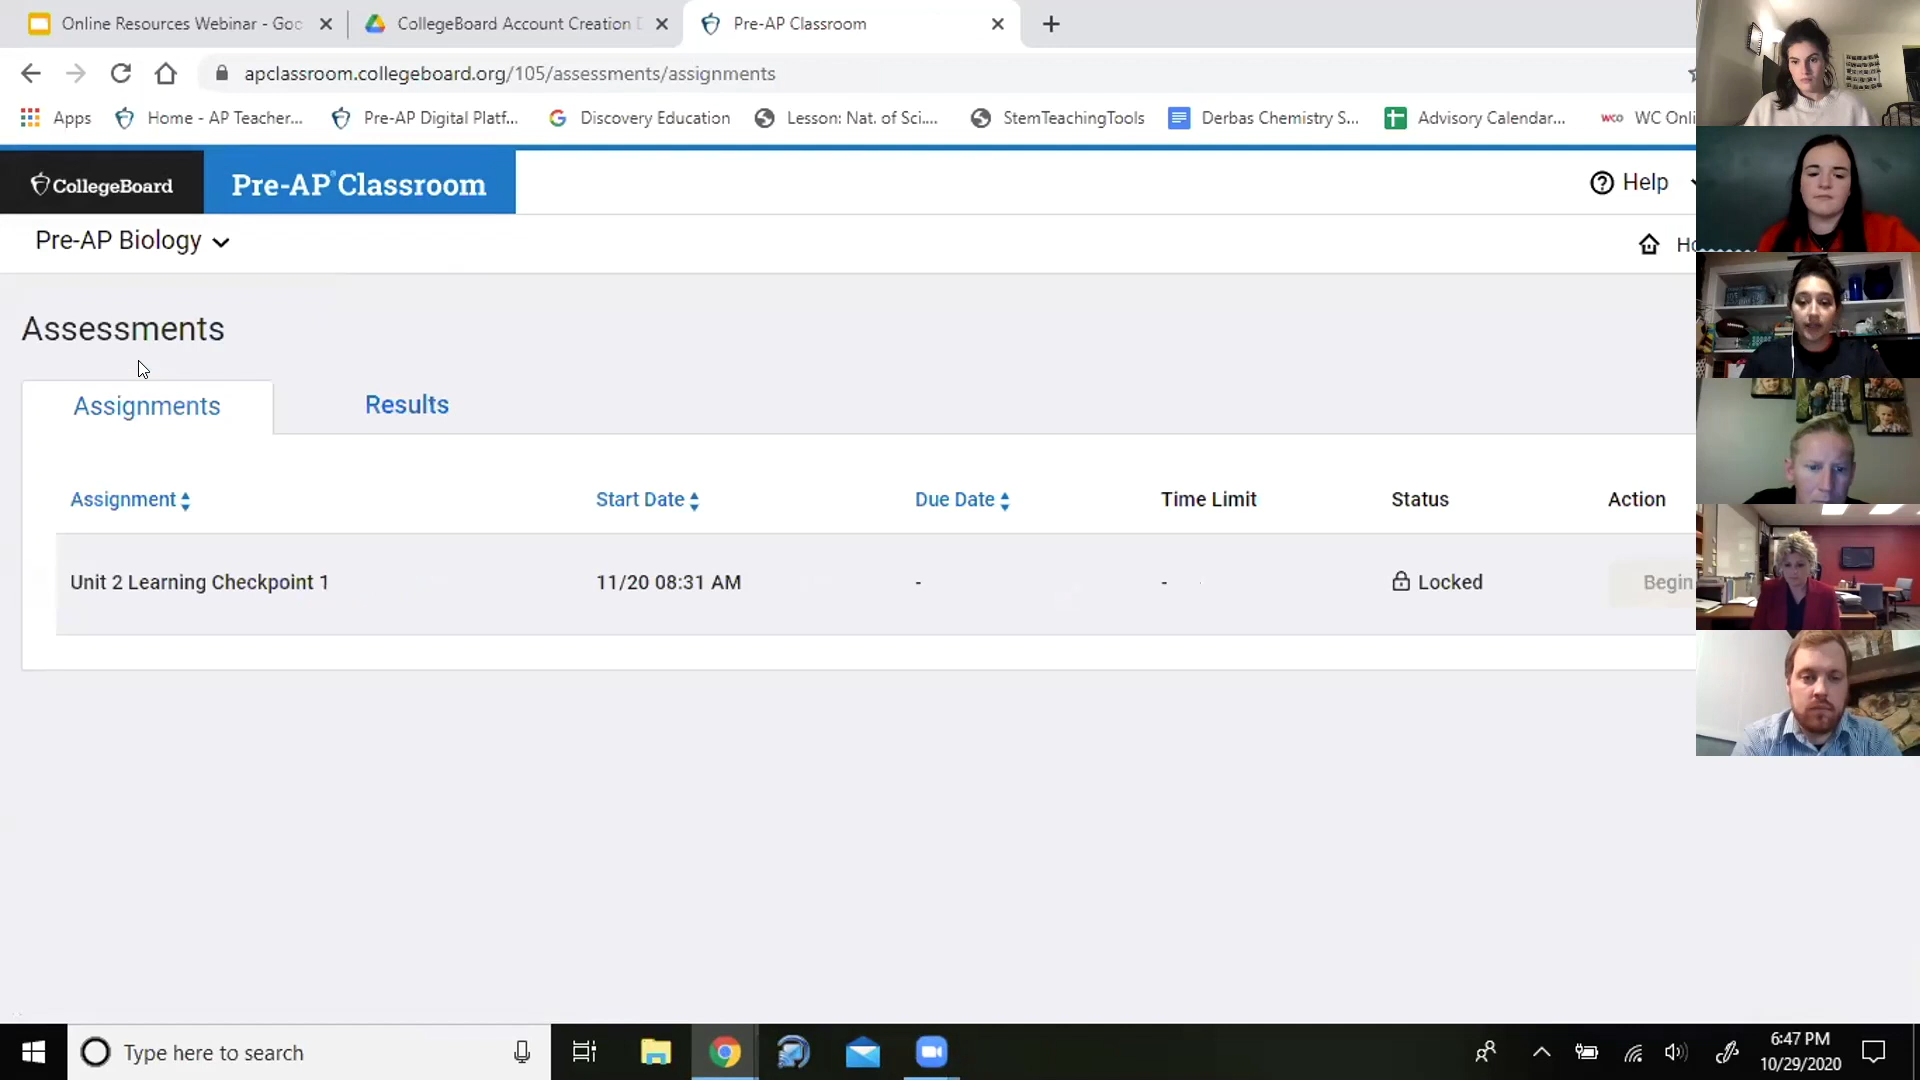 Online Resources Webinar - Goo
CollegeBoard Account Creation D
Pre-AP Classroom
apclassroom.collegeboard.org/105/assessments/assignments
Apps
Home - AP Teacher...
Pre-AP Digital Platf...
Discovery Education
Lesson: Nat. of Sci....
StemTeachingTools
Derbas Chemistry S...
Advisory Calendar...
wco
WC Onli
CollegeBoard
Pre-AP® Classroom
Help
Pre-AP Biology
Ho
Assessments
Assignments
Results
Assignment
Start Date
Due Date
Time Limit
Status
Action
Unit 2 Learning Checkpoint 1
11/20 08:31 AM
-
-
Locked
Begin
Type here to search
6:47 PM
10/29/2020